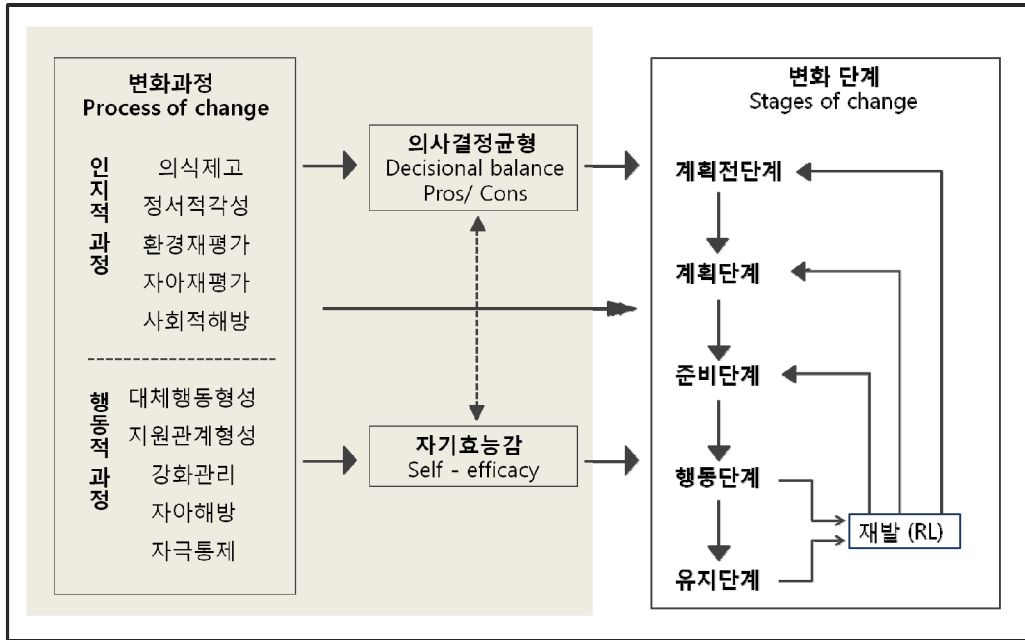 변화과정
Process of change
인지적 과정
의식제고
정서적각성
환경재평가
자아재평가
사회적해방
행동적 과정
대체행동형성
지원관계형성
강화관리
자아해방
자극통제
의사결정균형
Decisional balance
Pros/ Cons
자기효능감
Self - efficacy
변화 단계
Stages of change
계획전단계
계획단계
준비단계
행동단계
유지단계
재발 (RL)